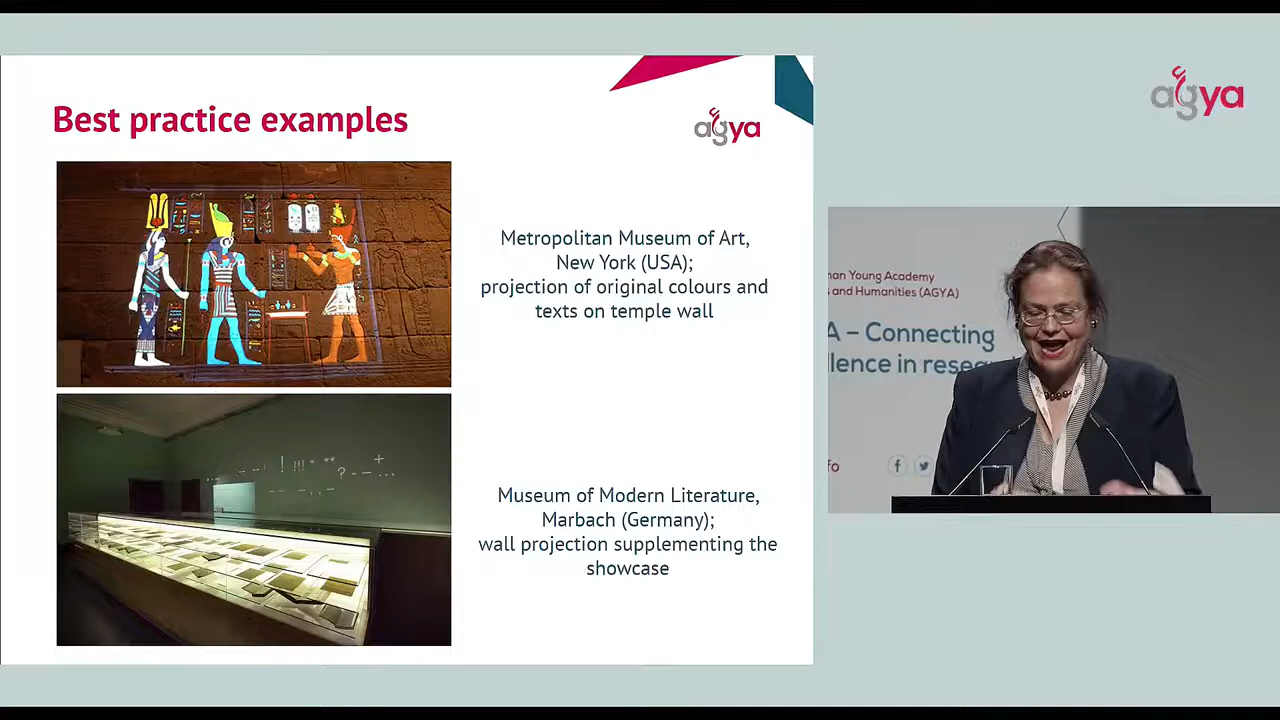 Best practice examples
agya
Metropolitan Museum of Art,
New York (USA);
projection of original colours and
texts on temple wall
Museum of Modern Literature,
Marbach (Germany);
wall projection supplementing the
showcase
agya
man Young Academy
s and Humanities (AGYA)
A – Connecting
llence in resea
fo